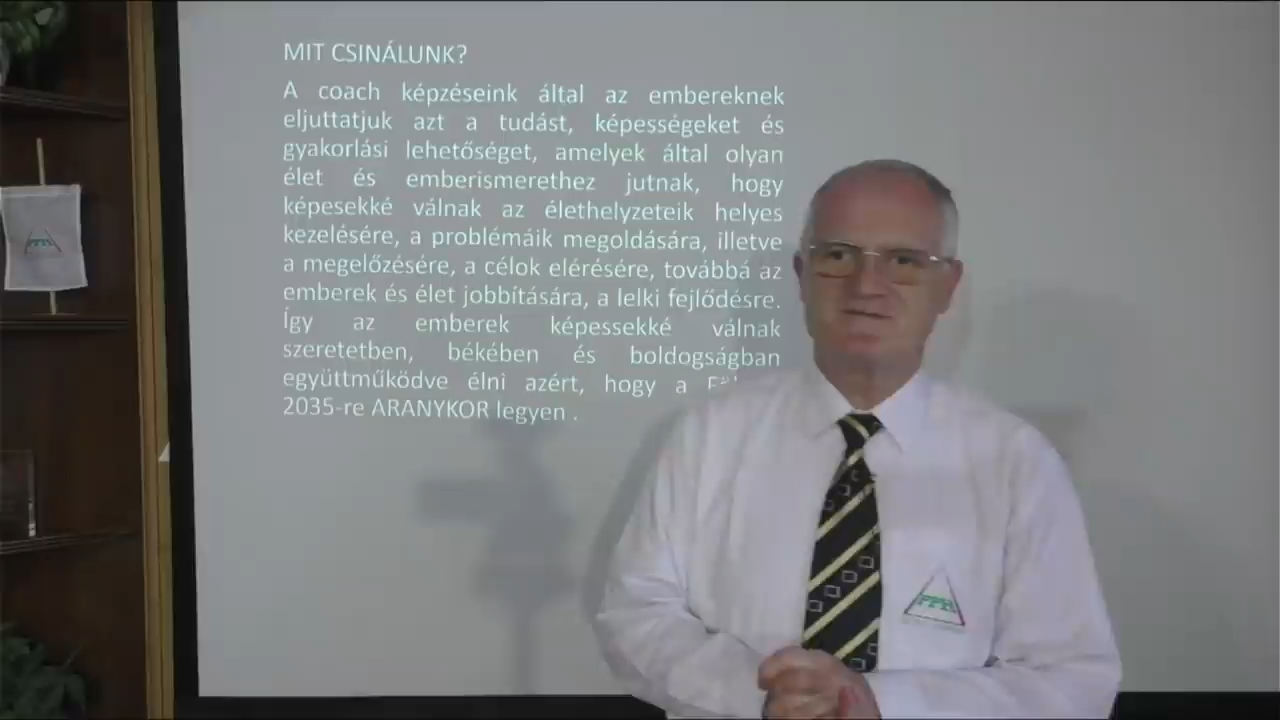 MIT CSINÁLUNK?
A coach képzéseink által az embereknek
eljuttatjuk azt a tudást, képességeket és
gyakorlási lehetőséget, amelyek által olyan
élet és emberismerethez jutnak, hogy
képesekké válnak az élethelyzeteik helyes
kezelésére, a problémáik megoldására, illetve
a megelőzésére, a célok elérésére, továbbá az
emberek és élet jobbítására, a lelki fejlődésre.
Így az emberek képessekké válnak
szeretetben, békében és boldogságban
együttműködve élni azért, hogy a
2035-re ARANYKOR legyen .